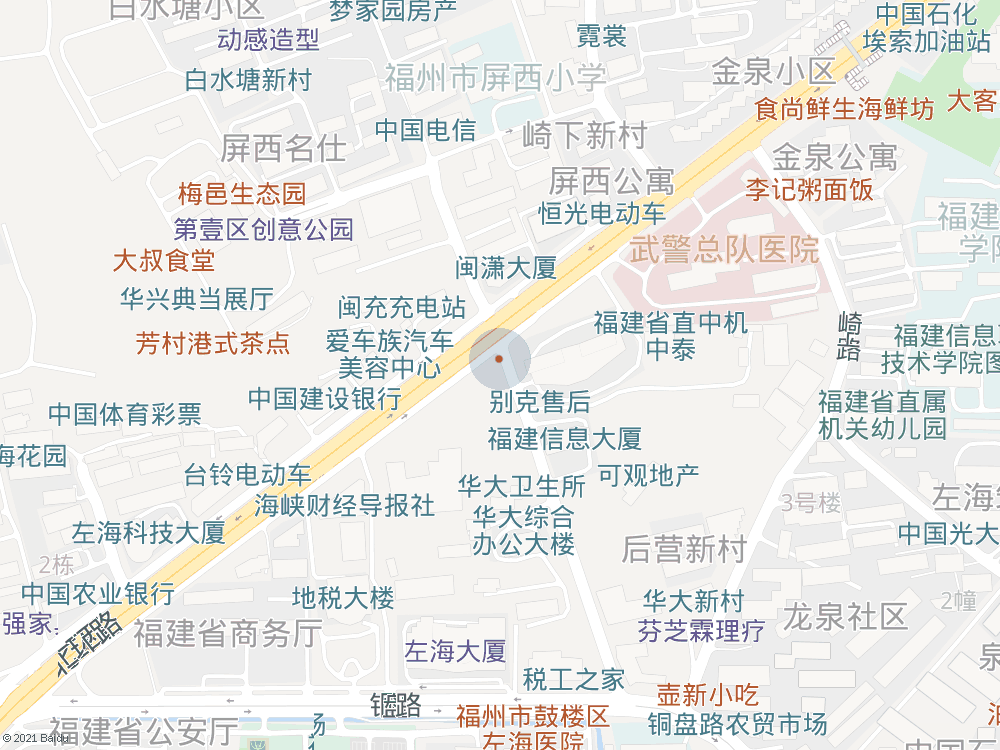 白水塘小区
梦家园房产
中国石化
埃索加油站
动感造型
霓裳
白水塘新村
福州市屏西小学
金泉小区
食尚鲜生海鲜坊
大客
中国电信
崎下新村
屏西名仕
金泉公寓
屏西公寓
李记粥面饭
梅邑生态园
恒光电动车
第壹区创意公园
福建
学院
武警总队医院
大叔食堂
闽潇大厦
华兴典当展厅
闽充充电站
福建省直中机
中泰
崎
路
芳村港式茶点
爱车族汽车
美容中心
福建信息
技术学院图
中国建设银行
别克售后
中国体育彩票
福建省直属
机关幼儿园
福建信息大厦
海花园
台铃电动车
华大卫生所
可观地产
海峡财经导报社
3号楼
左海
华大综合
办公大楼
左海科技大厦
中国光大
后营新村
2栋
中国农业银行
地税大楼
华大新村
2幢
强家.
福建省商务厅
芬芝霖理疗
龙泉社区
左海大厦
泉
税工之家
路
壶新小吃
福建省公安厅
福州市鼓楼区
左海医院
铜盘路农贸市场
中国石
© 2021 Baidu